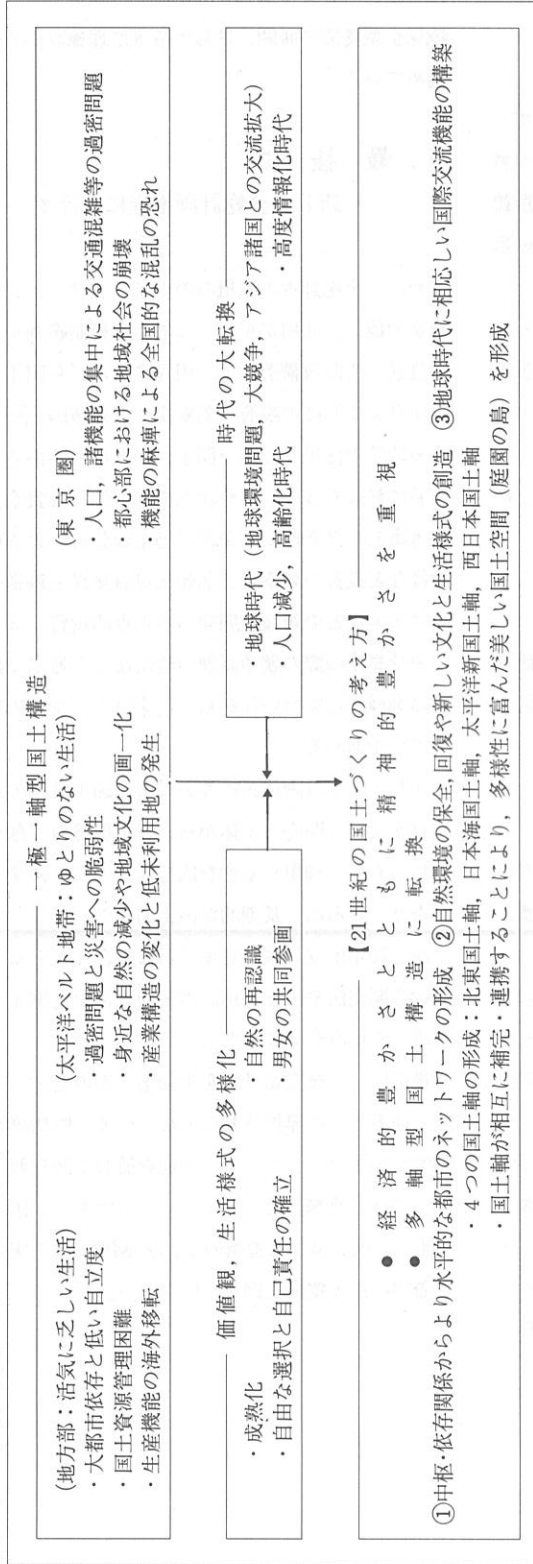 一極一軸型国土構造
(地方部：活気に乏しい生活)
・大都市依存と低い自立度
・国土資源管理困難
・生産機能の海外移転
(太平洋ベルト地帯：ゆとりのない生活)
・過密問題と災害への脆弱性
・身近な自然の減少や地域文化の画一化
・産業構造の変化と低未利用地の発生
(東京圏)
・人口，諸機能の集中による交通混雑等の過密問題
都心部における地域社会の崩壊
機能の麻痺による全国的な混乱の恐れ
価値観，生活様式の多様化
・成熟化
・自由な選択と自己責任の確立
・自然の再認識
・男女の共同参画
時代の大転換
・地球時代（地球環境問題，大競争，アジア諸国との交流拡大）
・人口減少，高齢化時代
・高度情報化時代
【21世紀の国土づくりの考え方】
● 経済的豊かさとともに精神的豊かさを重視
● 多軸型国土構造に転換
①中枢・依存関係からより水平的な都市のネットワークの形成 ②自然環境の保全，回復や新しい文化と生活様式の創造 ③地球時代に相応しい国際交流機能の構築
・4つの国土軸の形成：北東国土軸，日本海国土軸，太平洋新国土軸，西日本国土軸
・国土軸が相互に補完・連携することにより，多様性に富んだ美しい国土空間（庭園の島）を形成